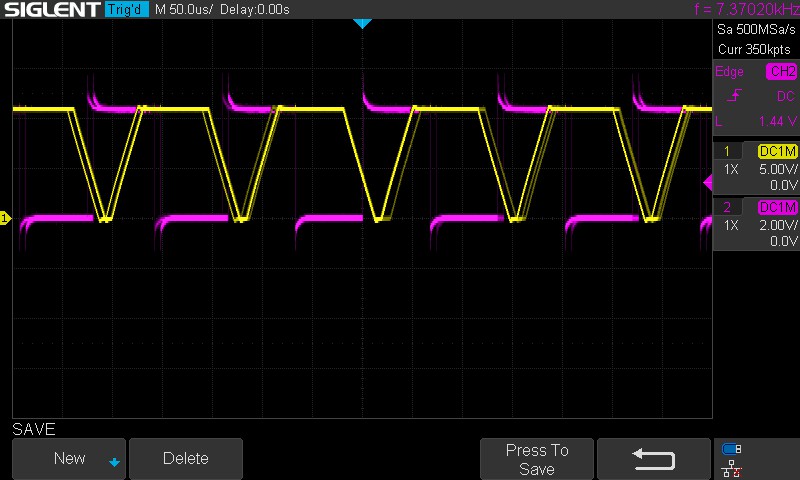 SIGLENT Trig'd M 50.0us/ Delay:0.00s f = 7.37020kHz
Sa 500MSa/s
Curr 350kpts
Edge CH2
DC
L 1.44 V
1 DC1M
1X 5.00V/
0.0V
2 DC1M
1X 2.00V/
0.0V
1
SAVE
New Delete Press To Save